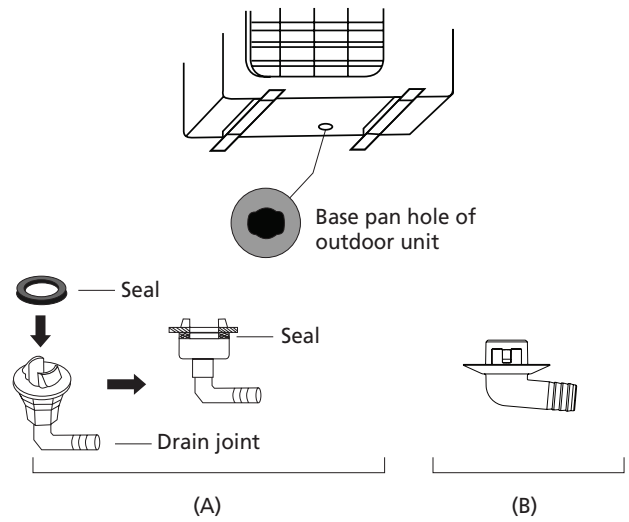 Base pan hole of
outdoor unit
Seal
Seal
Drain joint
(A)
(B)